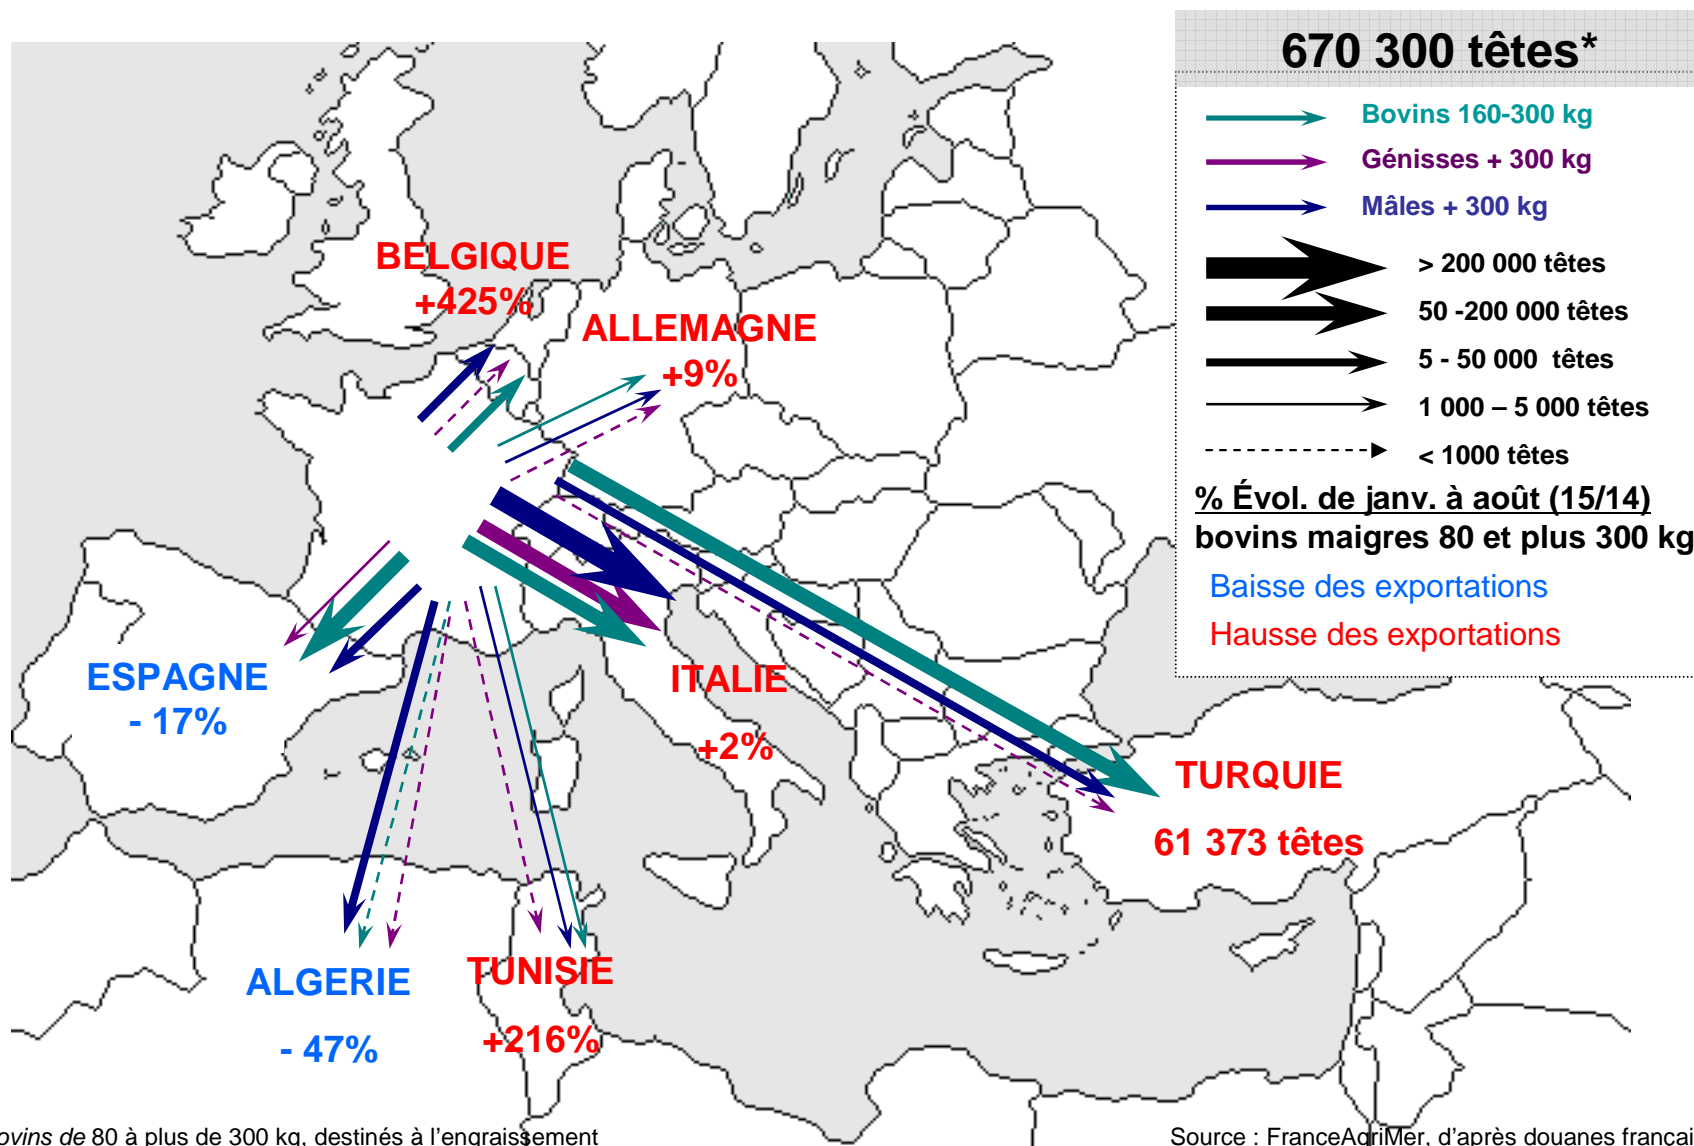 670 300 têtes*
Bovins 160-300 kg
Génisses + 300 kg
Mâles + 300 kg
> 200 000 têtes
50 -200 000 têtes
5 - 50 000 têtes
1 000 – 5 000 têtes
< 1000 têtes
% Évol. de janv. à août (15/14)
bovins maigres 80 et plus 300 kg
Baisse des exportations
Hausse des exportations
BELGIQUE
+425%
ALLEMAGNE
+9%
ESPAGNE
- 17%
ITALIE
+2%
TURQUIE
61 373 têtes
ALGERIE
- 47%
TUNISIE
+216%
ovins de 80 à plus de 300 kg, destinés à l'engraissement
Source : FranceAgriMer, d'après douanes françai